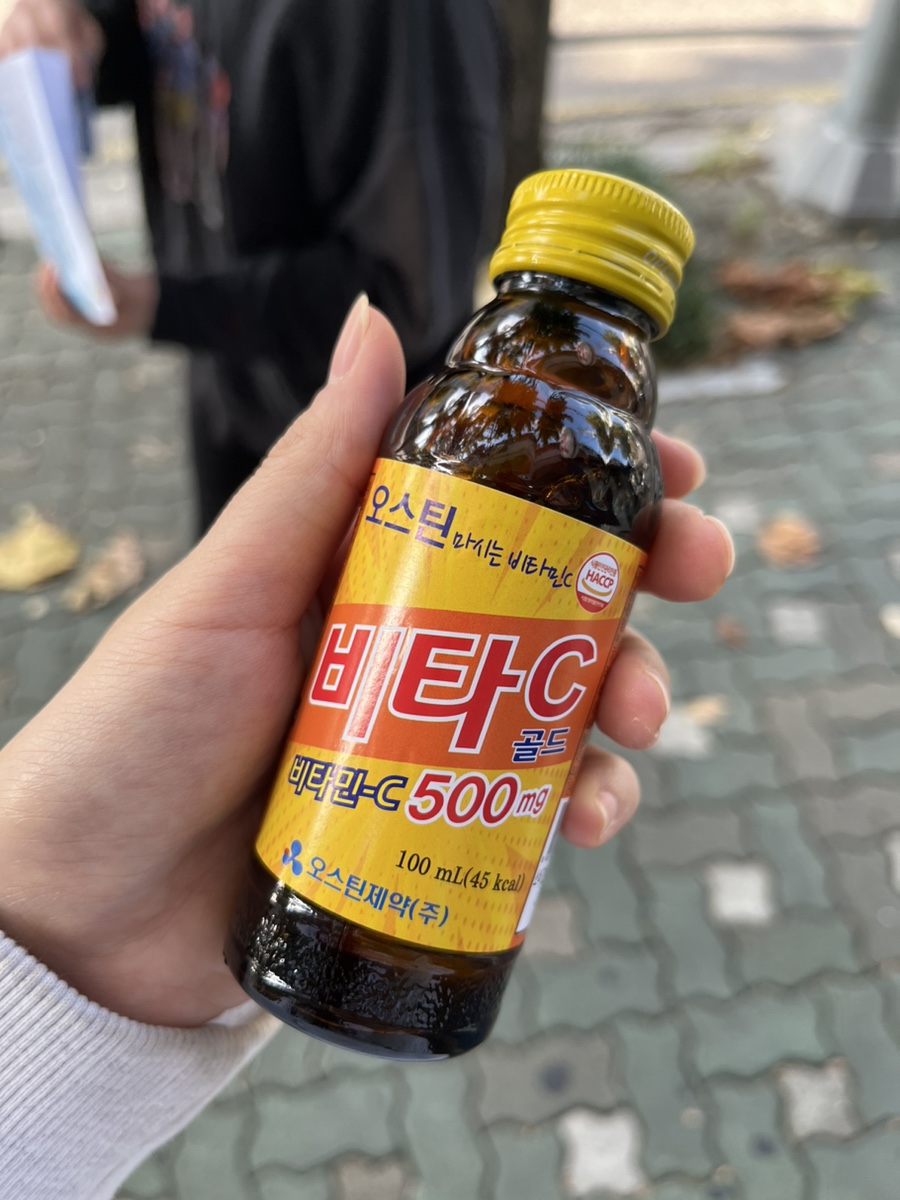 오스틴 마시는 비타민C
HACCP
비타C
골드
비타민-C 500mg
100 mL(45 kcal)
오스틴제약(주)